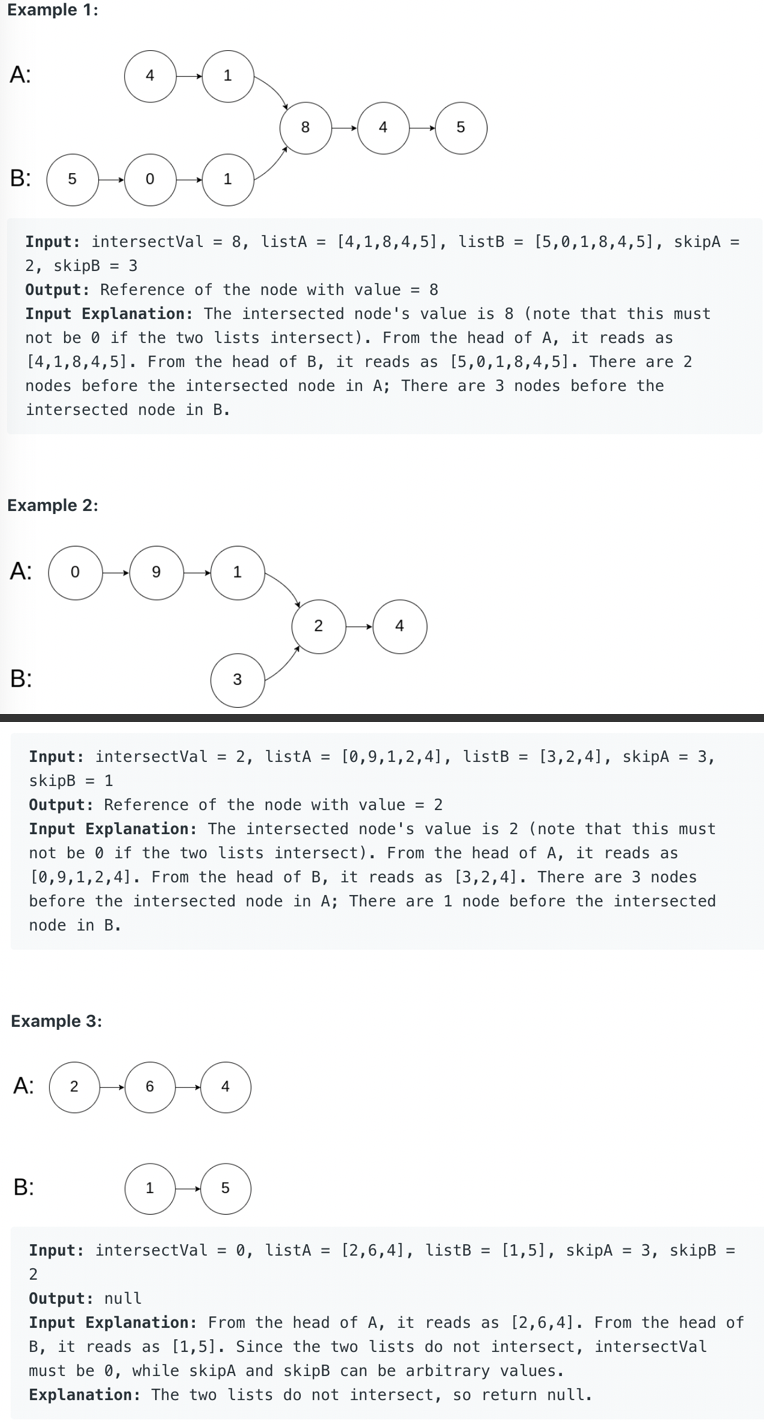 Example 1:
A:
4
1
8
4
5
B:
5
0
1
Input: intersectVal = 8, listA = [4,1,8,4,5], listB = [5,0,1,8,4,5], skipA =
2, skipB = 3
Output: Reference of the node with value = 8
Input Explanation: The intersected node's value is 8 (note that this must
not be 0 if the two lists intersect). From the head of A, it reads as
[4,1,8,4,5]. From the head of B, it reads as [5,0,1,8,4,5]. There are 2
nodes before the intersected node in A; There are 3 nodes before the
intersected node in B.
Example 2:
A:
0
9
1
2
4
B:
3
Input: intersectVal = 2, listA = [0,9,1,2,4], listB = [3,2,4], skipA = 3,
skipB = 1
Output: Reference of the node with value = 2
Input Explanation: The intersected node's value is 2 (note that this must
not be 0 if the two lists intersect). From the head of A, it reads as
[0,9,1,2,4]. From the head of B, it reads as [3,2,4]. There are 3 nodes
before the intersected node in A; There are 1 node before the intersected
node in B.
Example 3:
A:
2
6
4
B:
1
5
Input: intersectVal = 0, listA = [2,6,4], listB = [1,5], skipA = 3, skipB =
2
Output: null
Input Explanation: From the head of A, it reads as [2,6,4]. From the head of
B, it reads as [1,5]. Since the two lists do not intersect, intersectVal
must be 0, while skipA and skipB can be arbitrary values.
Explanation: The two lists do not intersect, so return null.